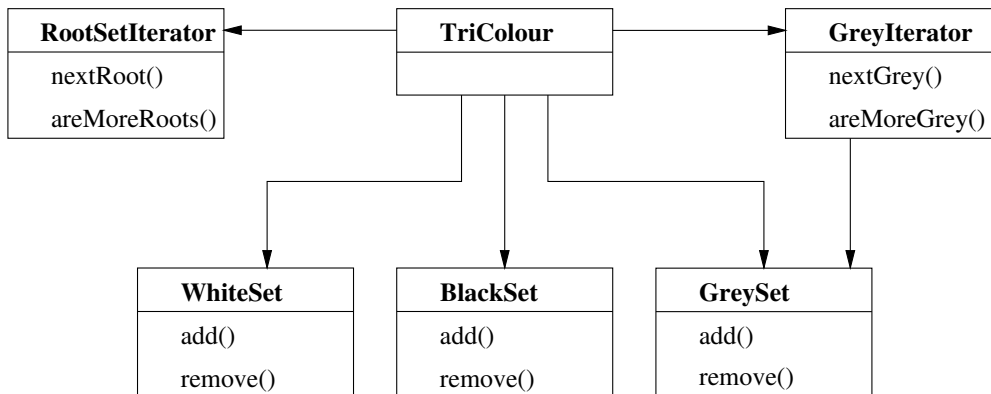 RootSetIterator
nextRoot()
areMoreRoots()
TriColour
GreyIterator
nextGrey()
areMoreGrey()
WhiteSet
add()
remove()
BlackSet
add()
remove()
GreySet
add()
remove()